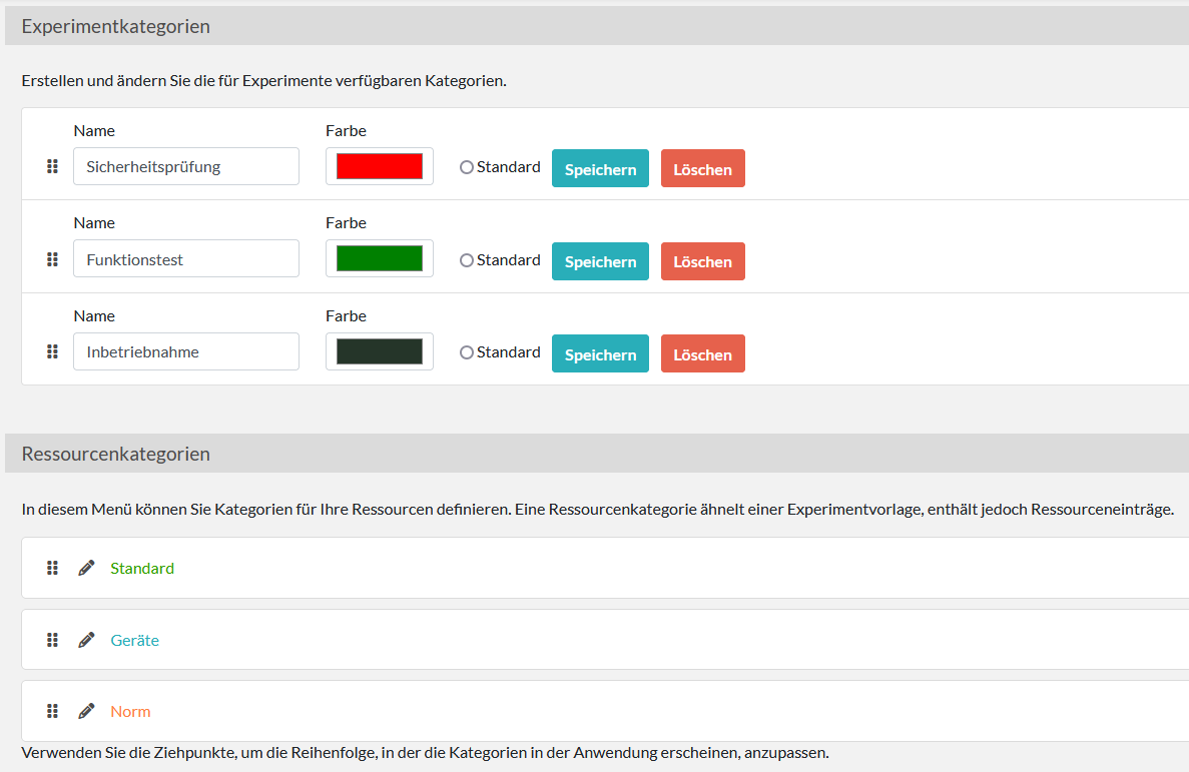 Experimentkategorien
Erstellen und ändern Sie die für Experimente verfügbaren Kategorien.
Name Farbe
Sicherheitsprüfung Standard Speichern Löschen
Name Farbe
Funktionstest Standard Speichern Löschen
Name Farbe
Inbetriebnahme Standard Speichern Löschen
Ressourcenkategorien
In diesem Menü können Sie Kategorien für Ihre Ressourcen definieren. Eine Ressourcenkategorie ähnelt einer Experimentvorlage, enthält jedoch Ressourceneinträge.
Standard
Geräte
Norm
Verwenden Sie die Ziehpunkte, um die Reihenfolge, in der die Kategorien in der Anwendung erscheinen, anzupassen.